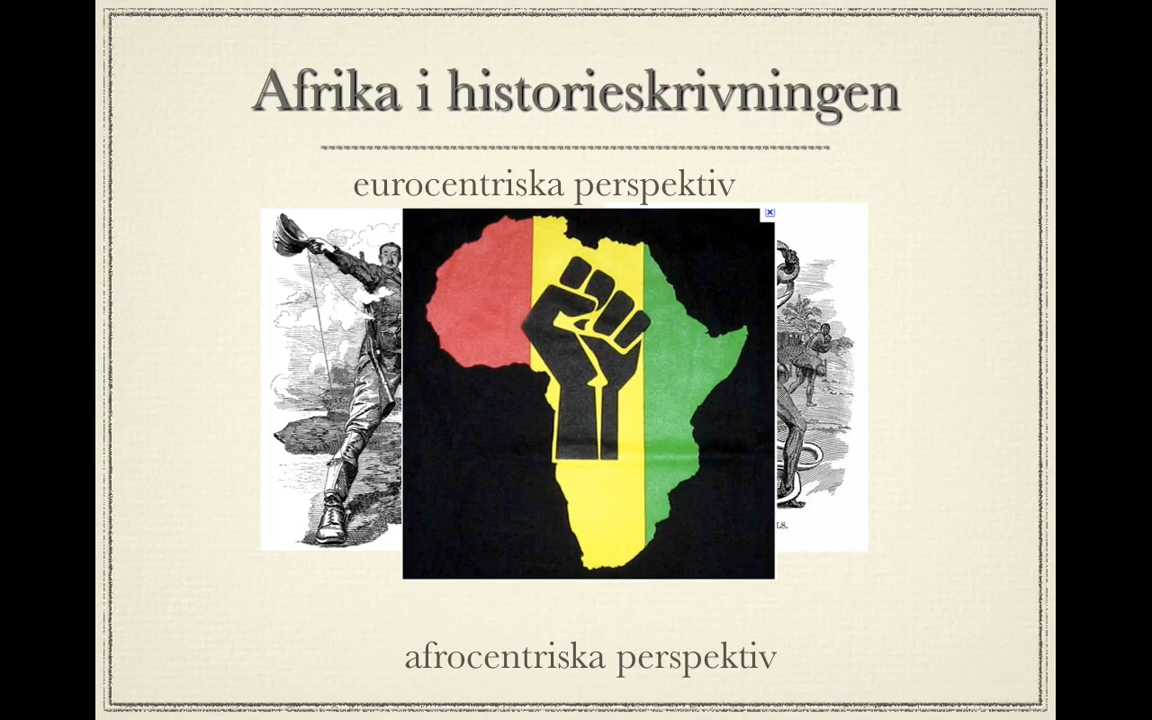 Afrika i historieskrivningen
eurocentriska perspektiv
afrocentriska perspektiv